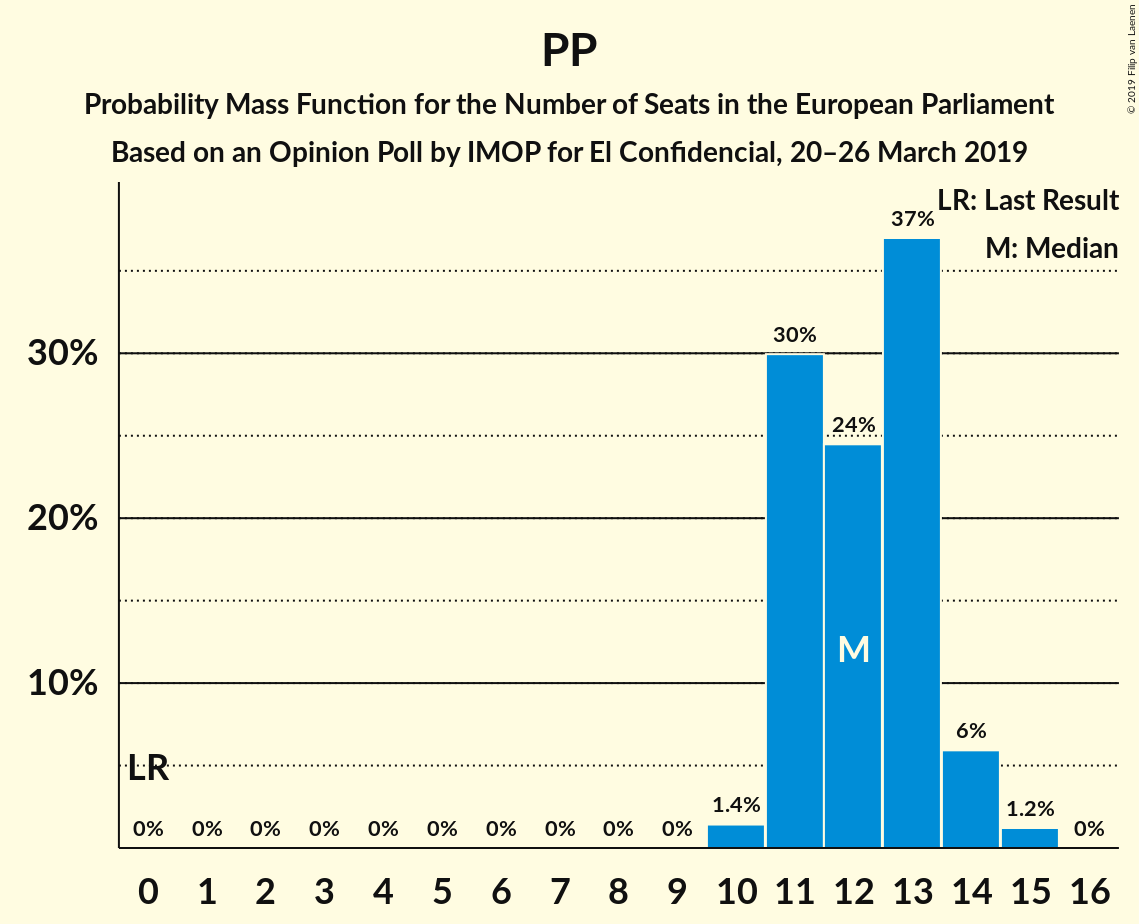 PP
Probability Mass Function for the Number of Seats in the European Parliament
Based on an Opinion Poll by IMOP for El Confidencial, 20–26 March 2019
© 2019 Filip van Laenen
LR: Last Result
M: Median
37%
30%
30%
24%
20%
M
10%
6%
LR
1.4%
1.2%
0% 0% 0% 0% 0% 0% 0% 0% 0% 0% 0%
0 1 2 3 4 5 6 7 8 9 10 11 12 13 14 15 16